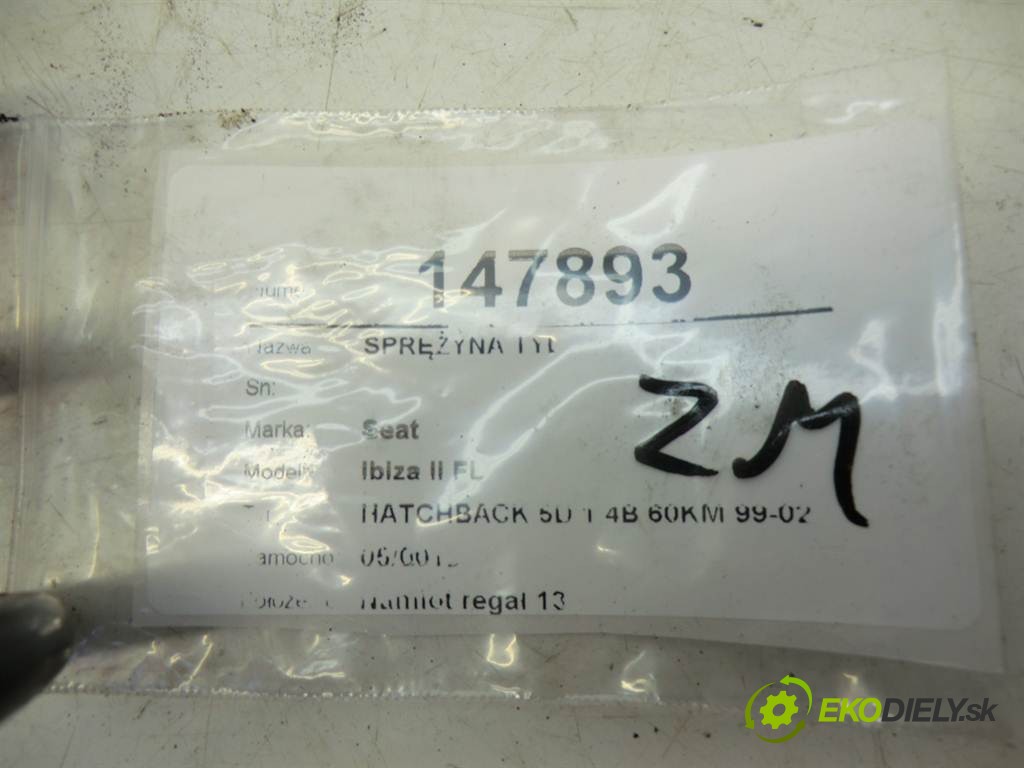 147893
SPRĘŻYNA TYŁ
Sn:
Marka: Seat
Model: Ibiza II FL
HATCHBACK 5D 1.4B 60KM 99-02
Namiot regał 13
ZM
EKODIELY.sk